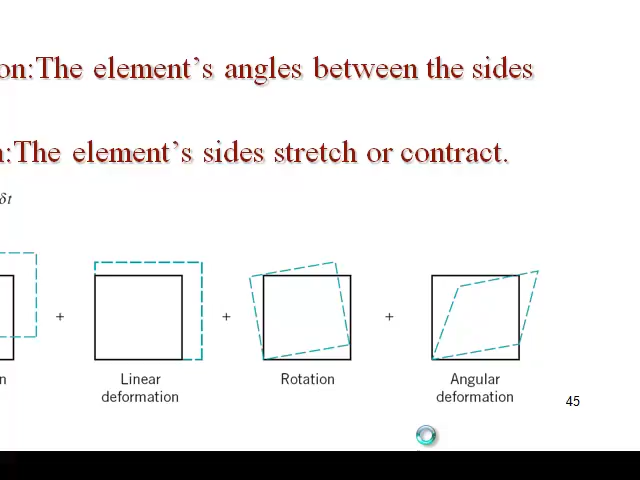 on:The element's angles between the sides
n:The element's sides stretch or contract.
δt
+ + +
n Linear deformation Rotation Angular deformation
45